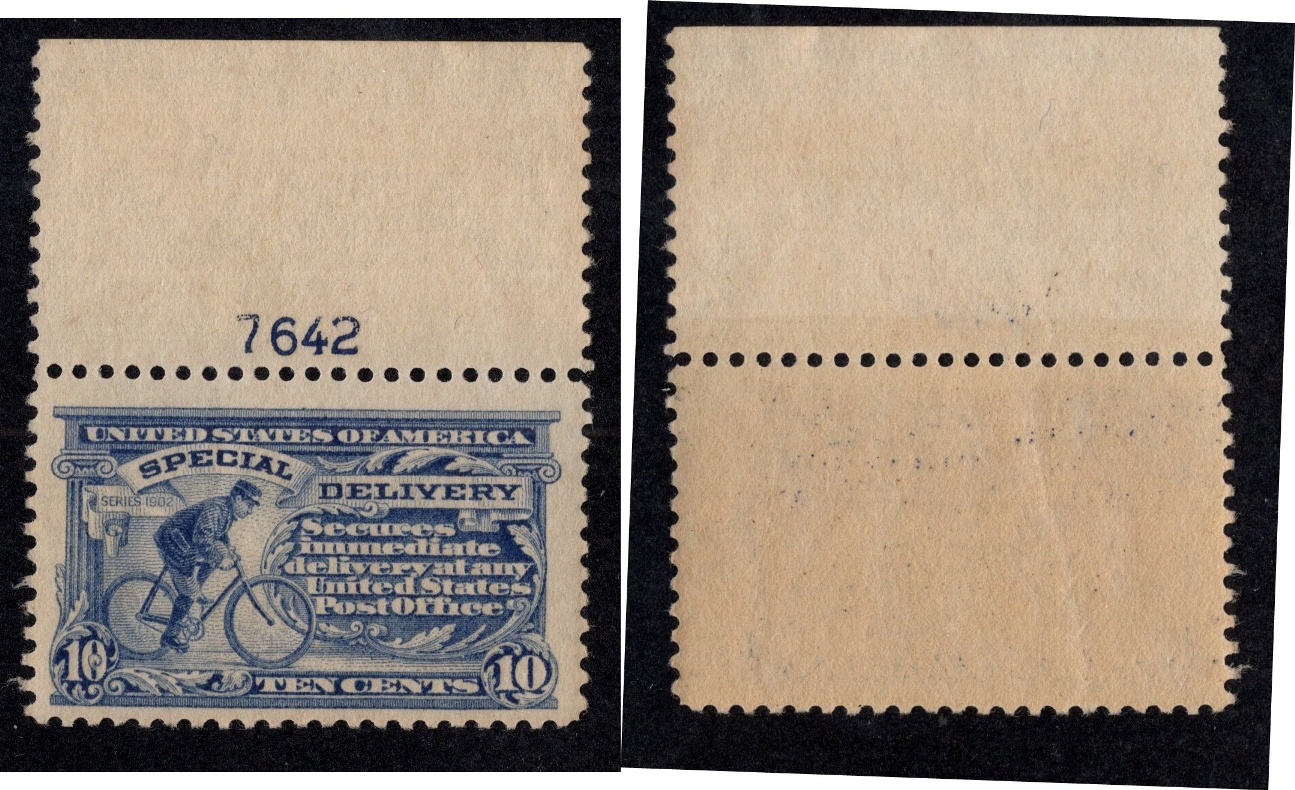 7642
UNITED STATES OF AMERICA
SPECIAL
DELIVERY
SERIES 1902
Secures
immediate
delivery at any
United States
Post Office
10
TEN CENTS
10